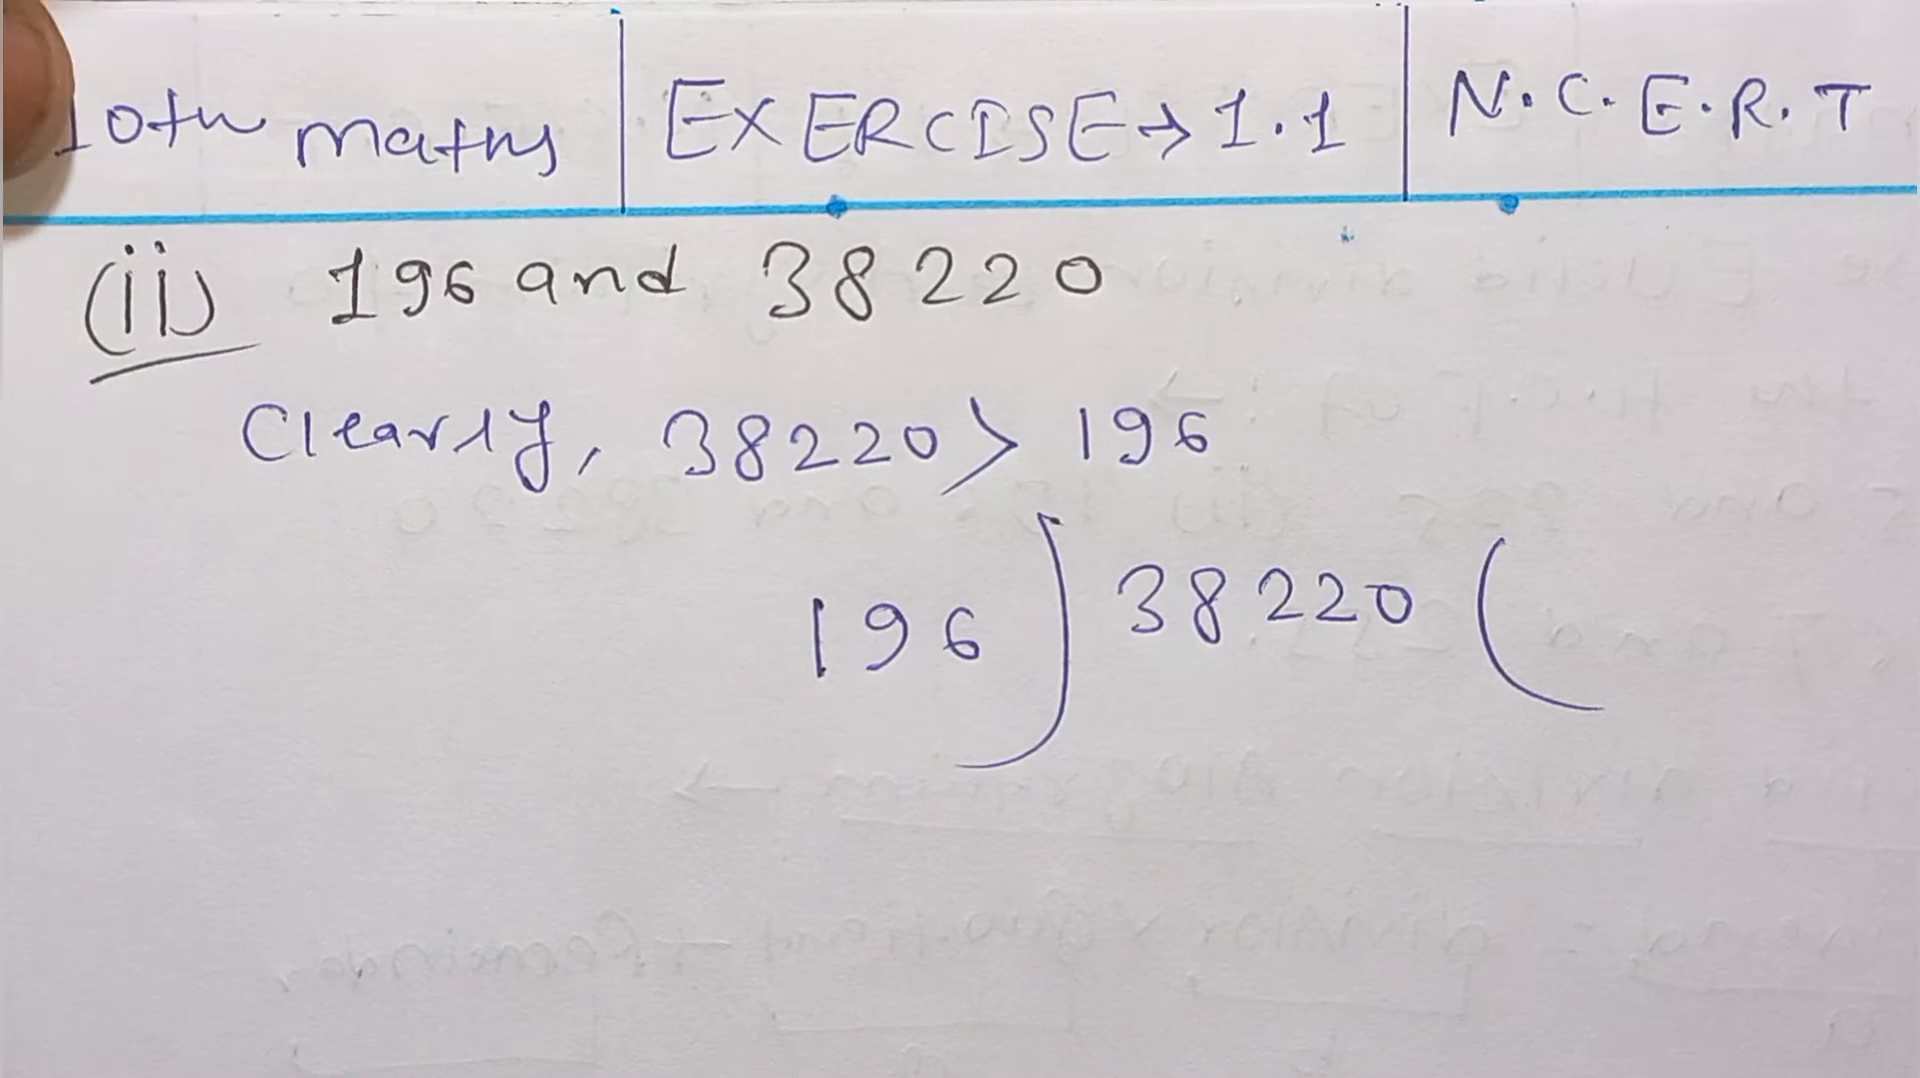 10th maths | EXERCISE → 1.1 | N.C.E.R.T
(ii) 196 and 38220
Clearly, 38220 > 196
196 ) 38220 (